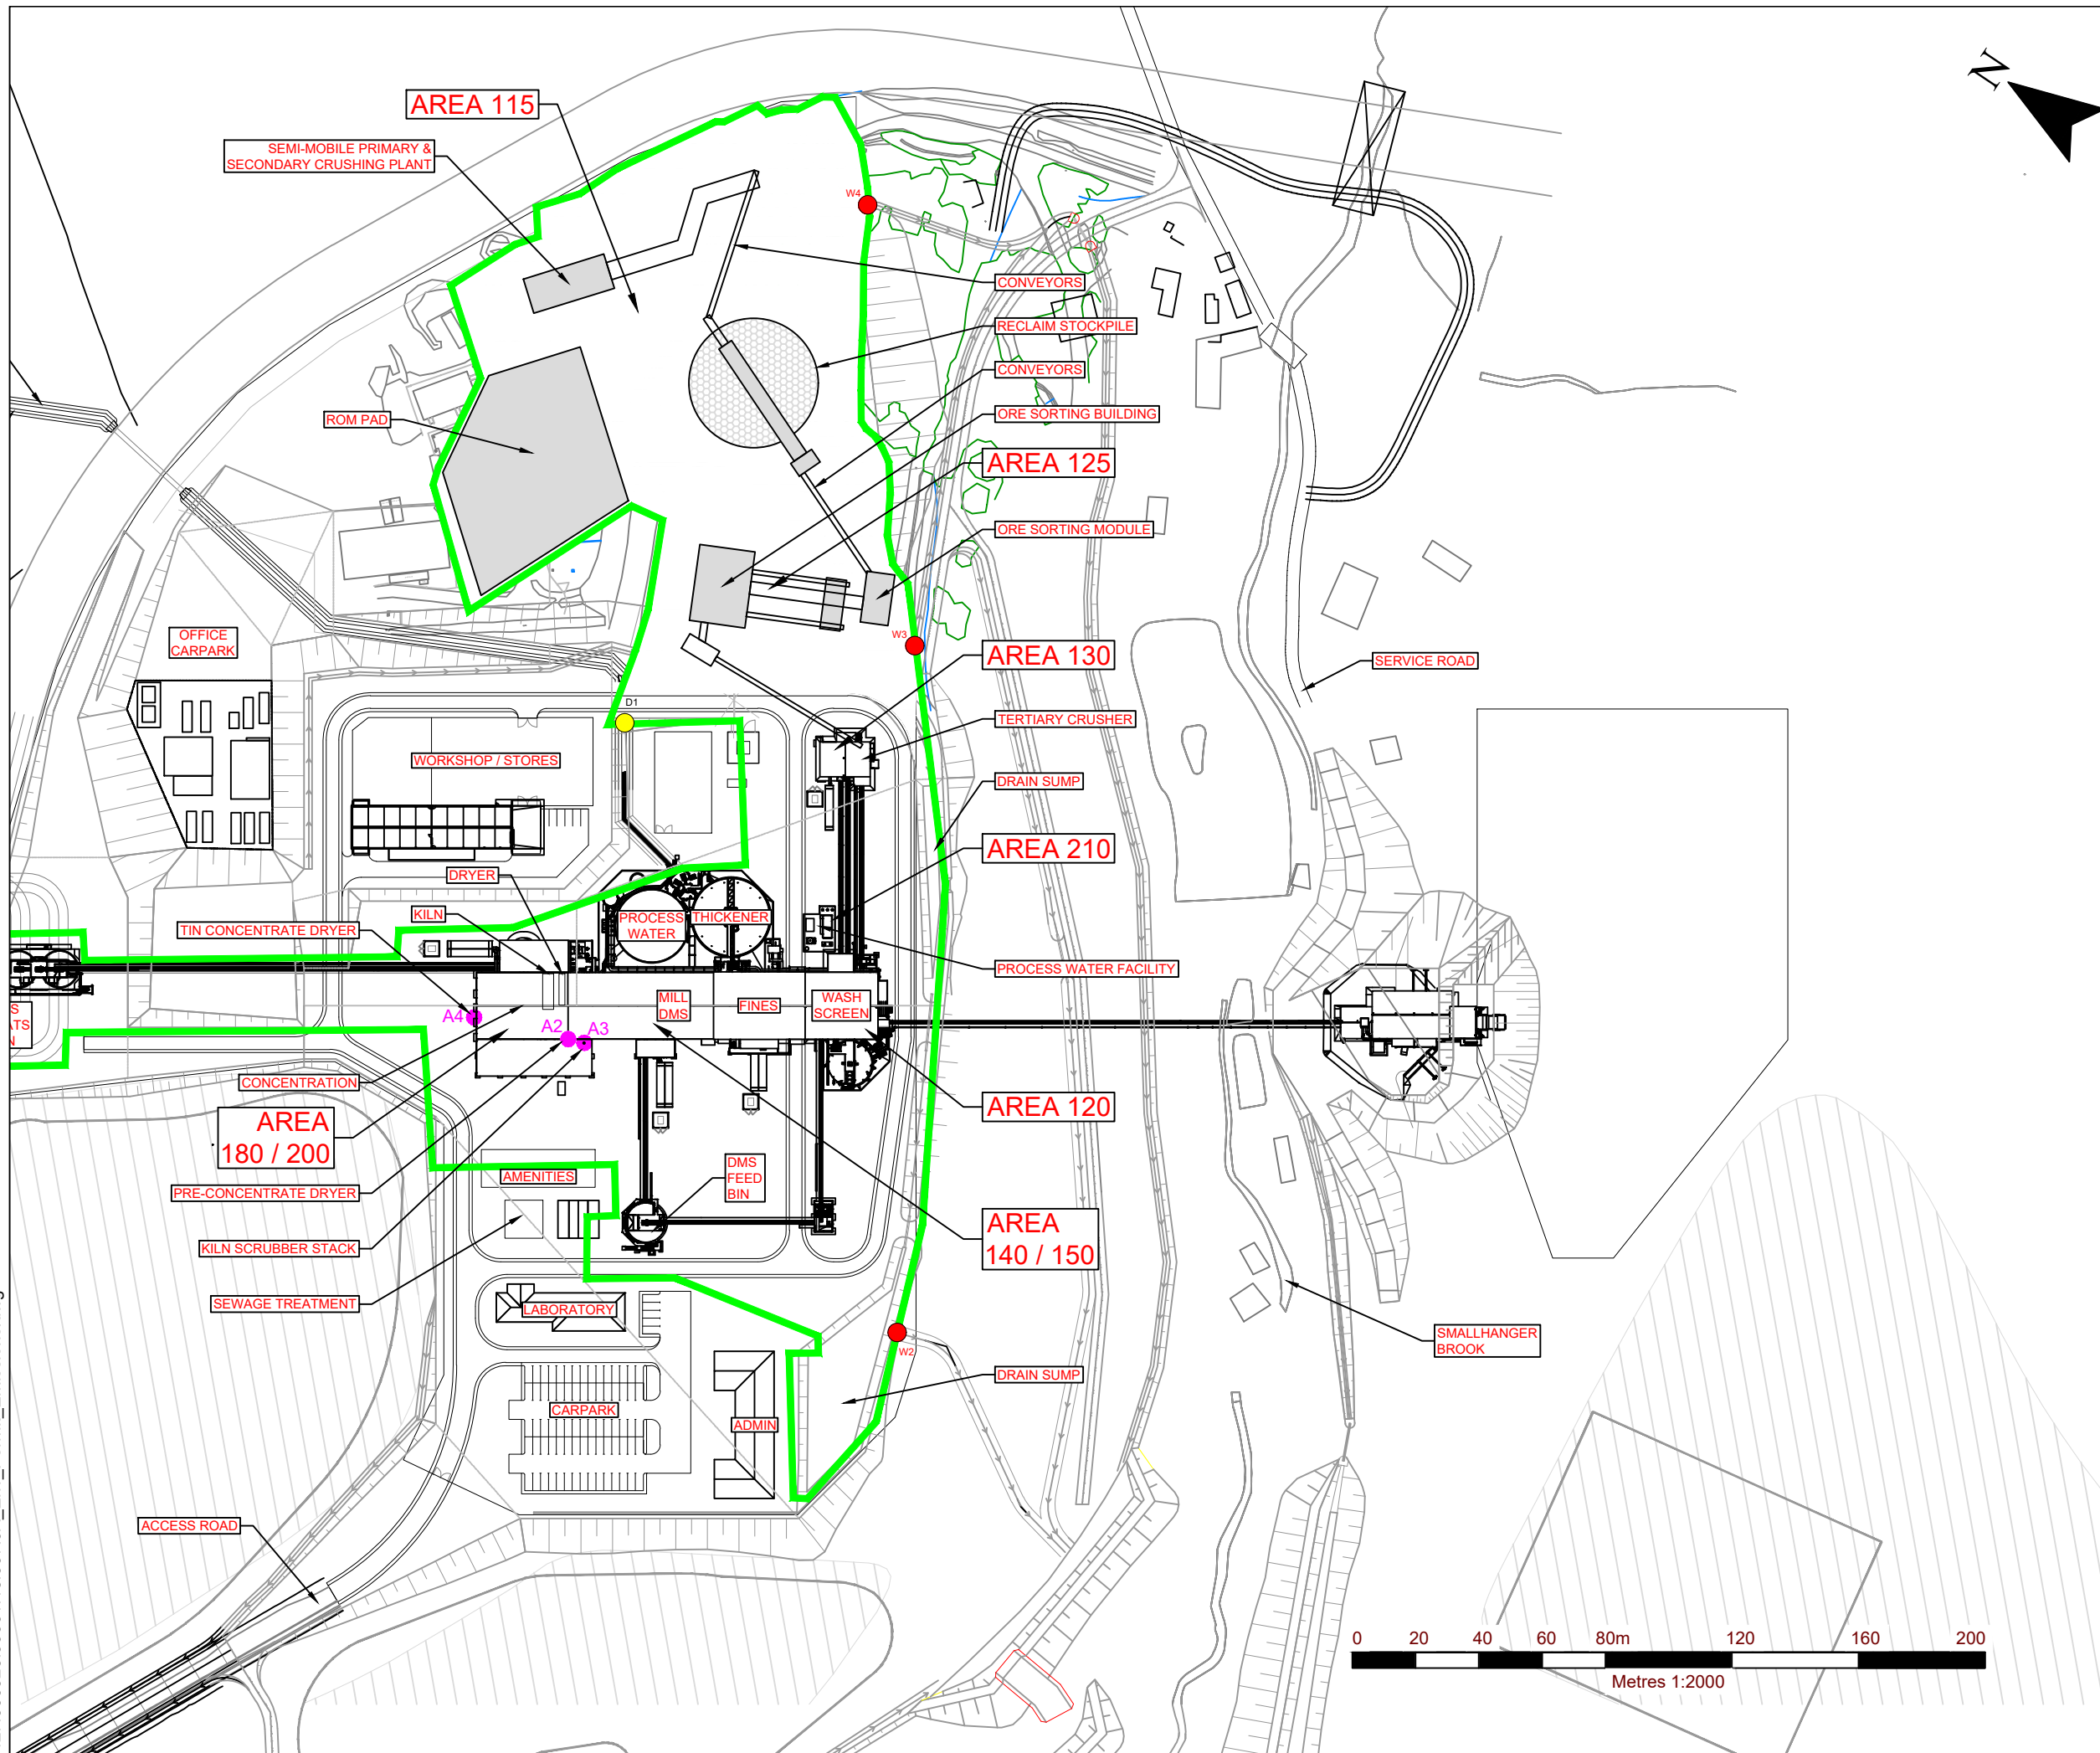 N
AREA 115
SEMI-MOBILE PRIMARY &
SECONDARY CRUSHING PLANT
W4
CONVEYORS
RECLAIM STOCKPILE
CONVEYORS
ROM PAD
ORE SORTING BUILDING
AREA 125
ORE SORTING MODULE
OFFICE
CARPARK
W3
AREA 130
SERVICE ROAD
D1
TERTIARY CRUSHER
WORKSHOP / STORES
DRAIN SUMP
AREA 210
DRYER
KILN
PROCESS
WATER
THICKENER
TIN CONCENTRATE DRYER
PROCESS WATER FACILITY
MILL
DMS
FINES
WASH
SCREEN
S
ATS
N
A4
A2
A3
CONCENTRATION
AREA
180 / 200
AREA 120
DMS
FEED
BIN
AMENITIES
PRE-CONCENTRATE DRYER
AREA
140 / 150
KILN SCRUBBER STACK
SEWAGE TREATMENT
LABORATORY
W2
SMALLHANGER
BROOK
DRAIN SUMP
CARPARK
ADMIN
ACCESS ROAD
0 20 40 60 80m 120 160 200
Metres 1:2000